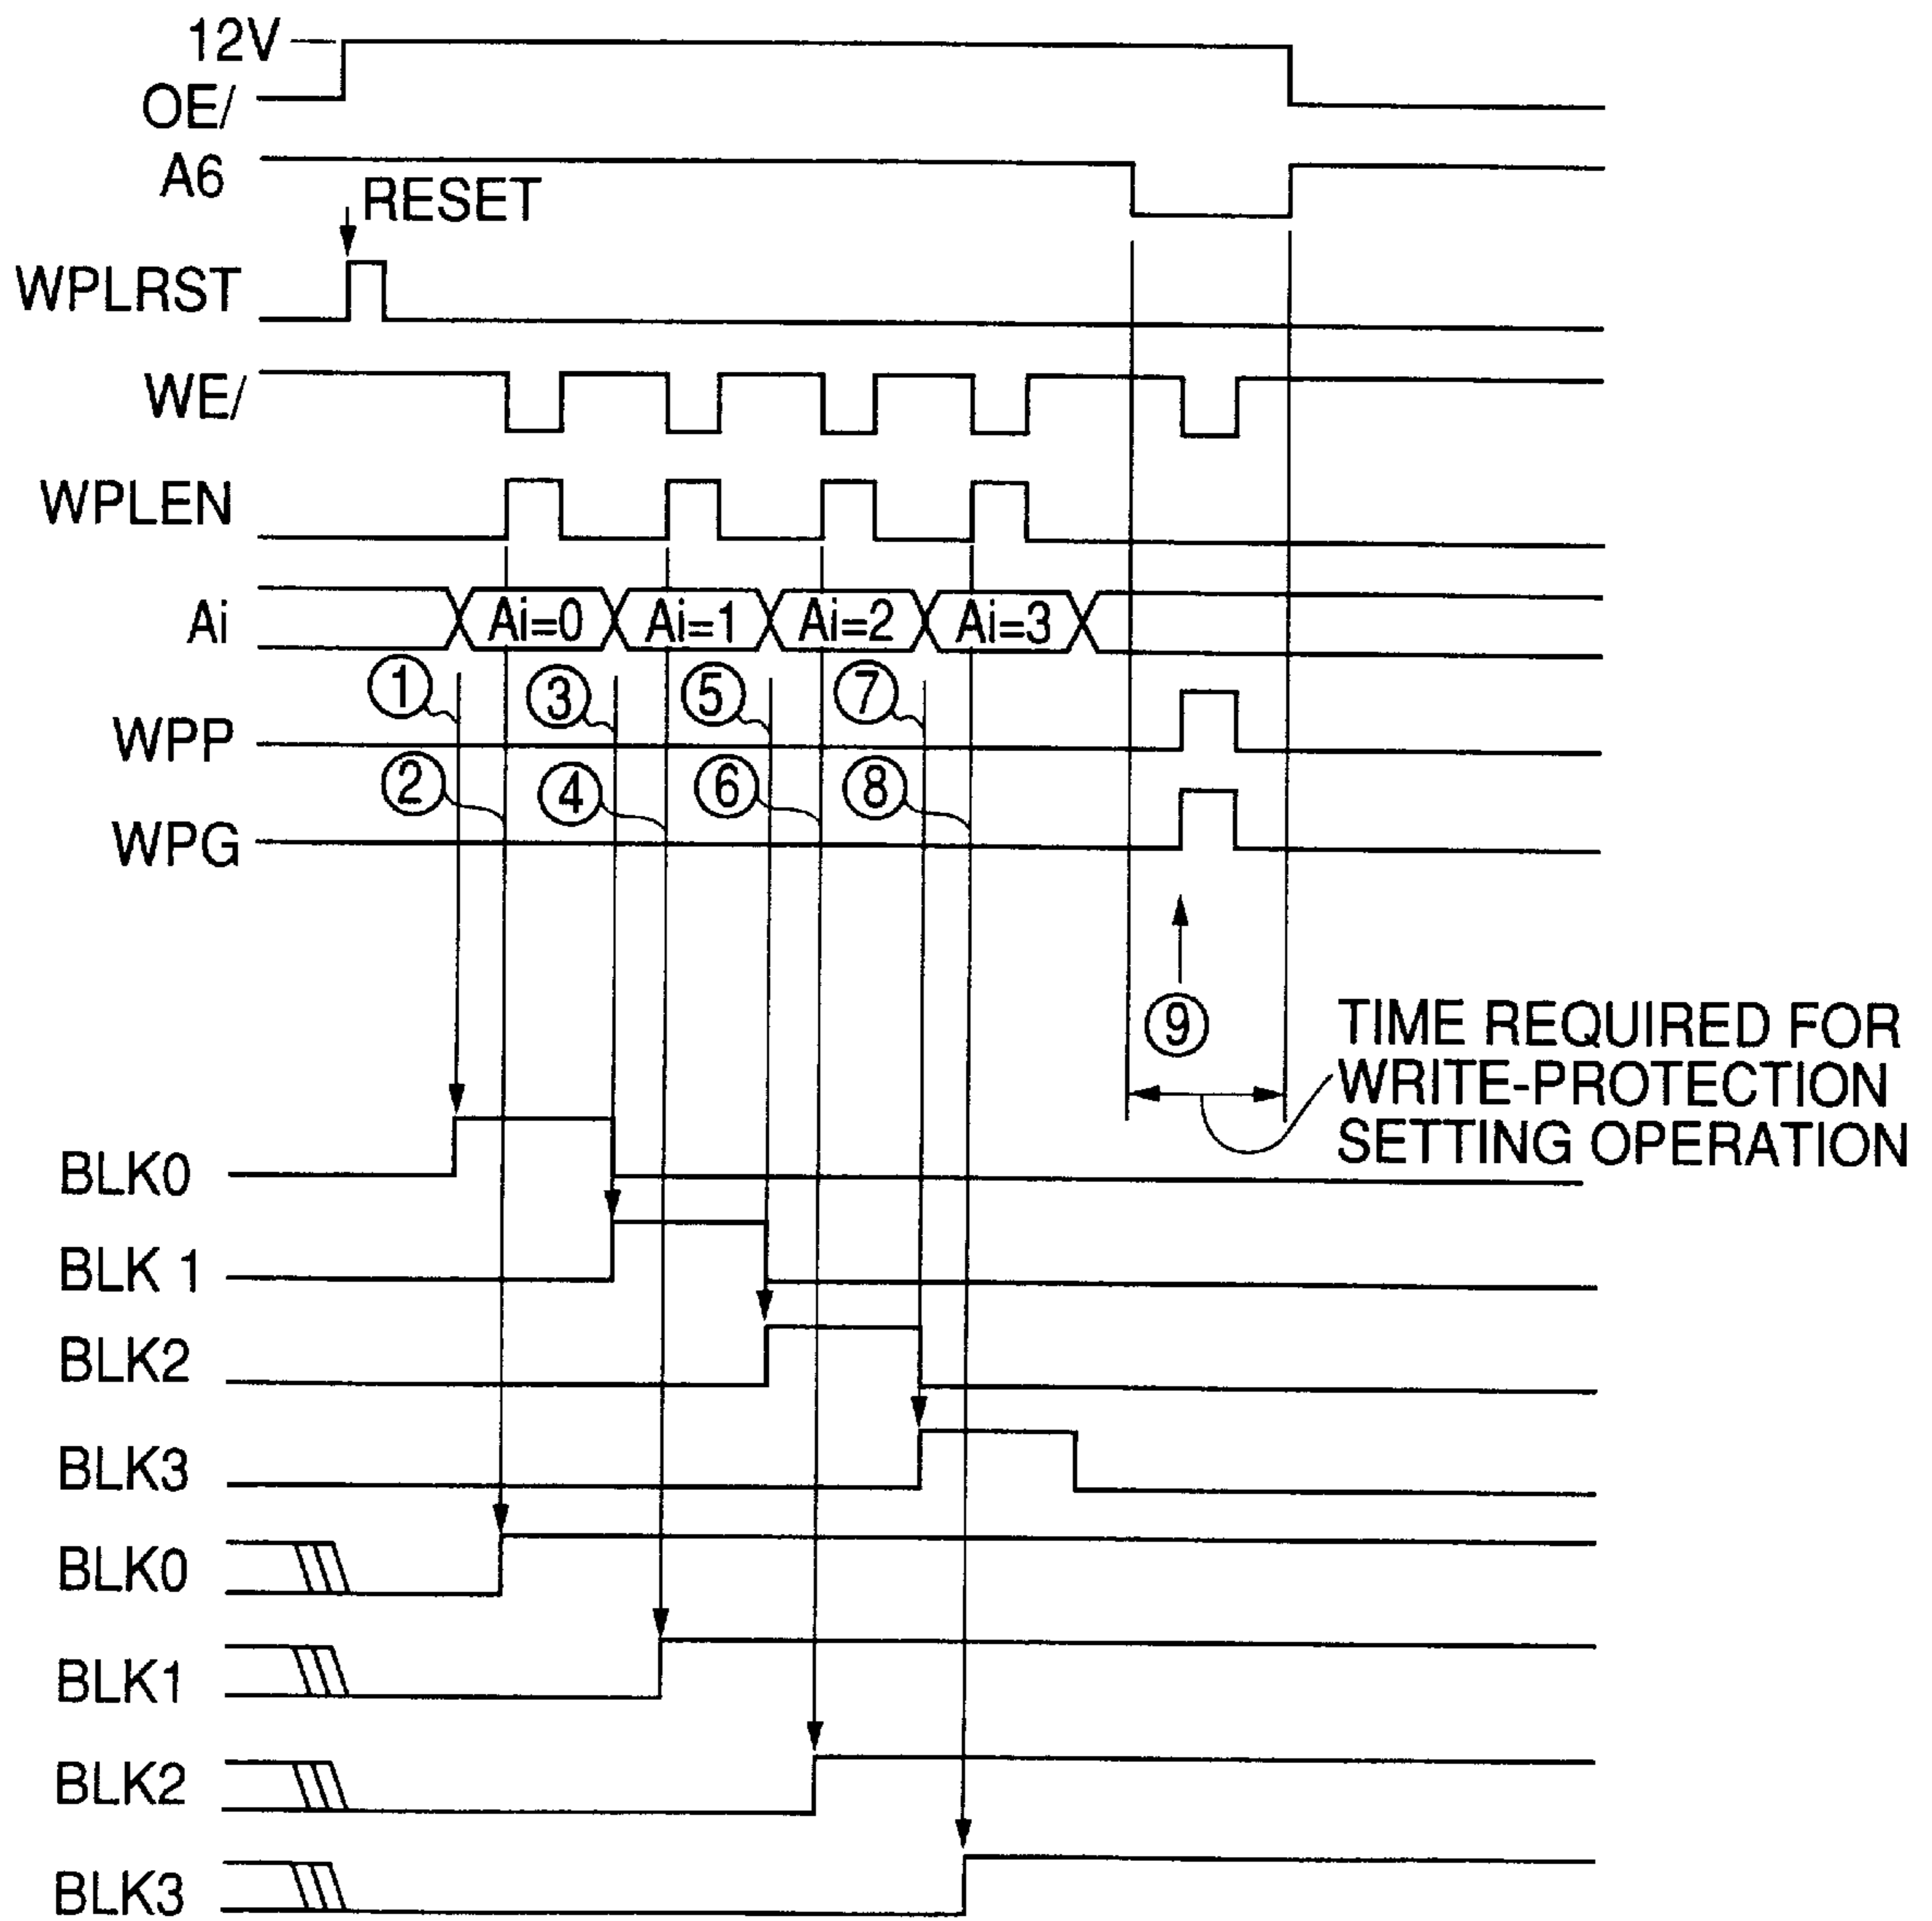 12V
OE/
A6
RESET
WPLRST
WE/
WPLEN
Ai
Ai=0
Ai=1
Ai=2
Ai=3
①
③
⑤
⑦
WPP
②
④
⑥
⑧
WPG
⑨
TIME REQUIRED FOR
WRITE-PROTECTION
SETTING OPERATION
BLK0
BLK 1
BLK2
BLK3
BLK0
BLK1
BLK2
BLK3